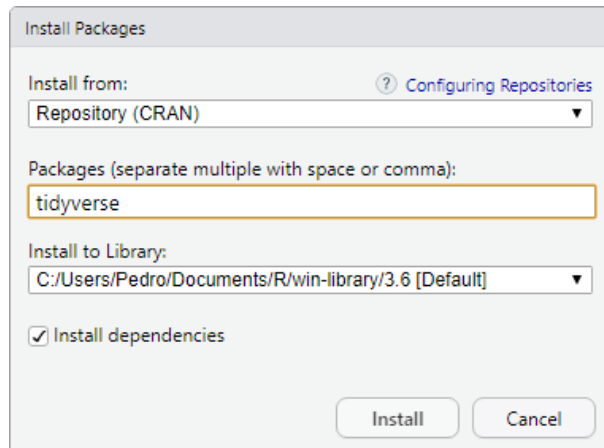 Install Packages
Install from:
? Configuring Repositories
Repository (CRAN)
Packages (separate multiple with space or comma):
tidyverse
Install to Library:
C:/Users/Pedro/Documents/R/win-library/3.6 [Default]
Install dependencies
Install
Cancel